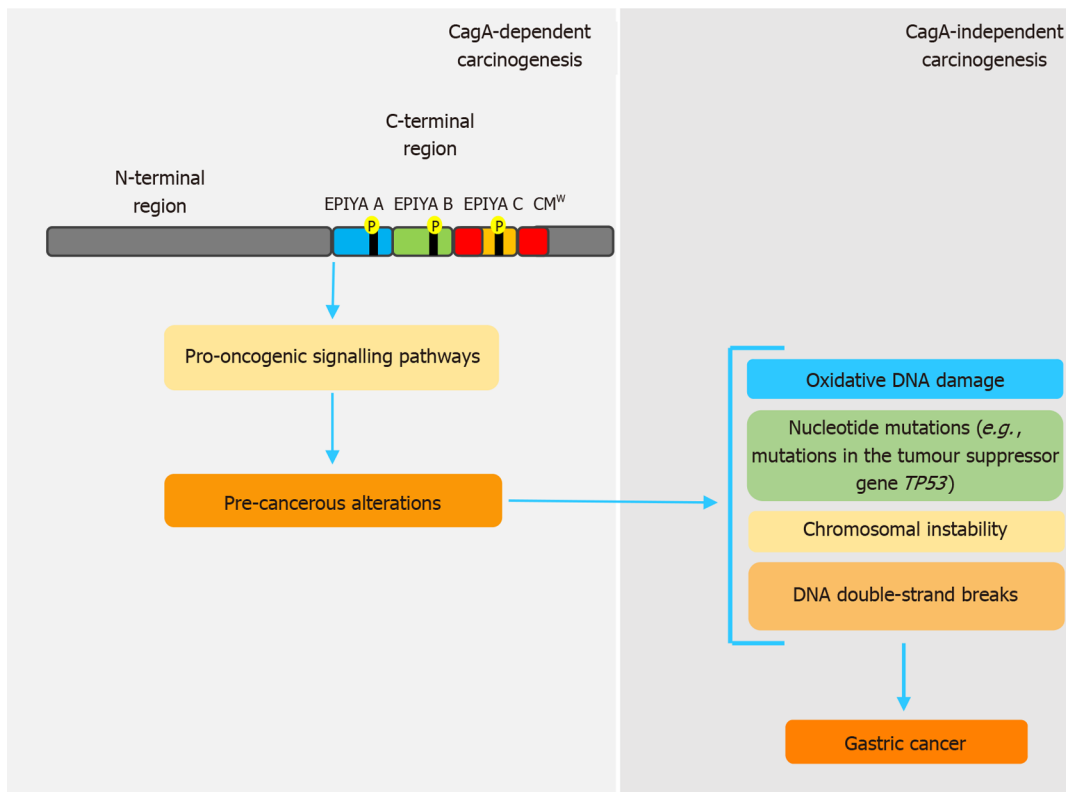 CagA-dependent
carcinogenesis
CagA-independent
carcinogenesis
C-terminal
region
N-terminal
region
EPIYA A EPIYA B EPIYA C CMᵂ
P P P
Pro-oncogenic signalling pathways
Pre-cancerous alterations
Oxidative DNA damage
Nucleotide mutations (e.g.,
mutations in the tumour suppressor
gene TP53)
Chromosomal instability
DNA double-strand breaks
Gastric cancer